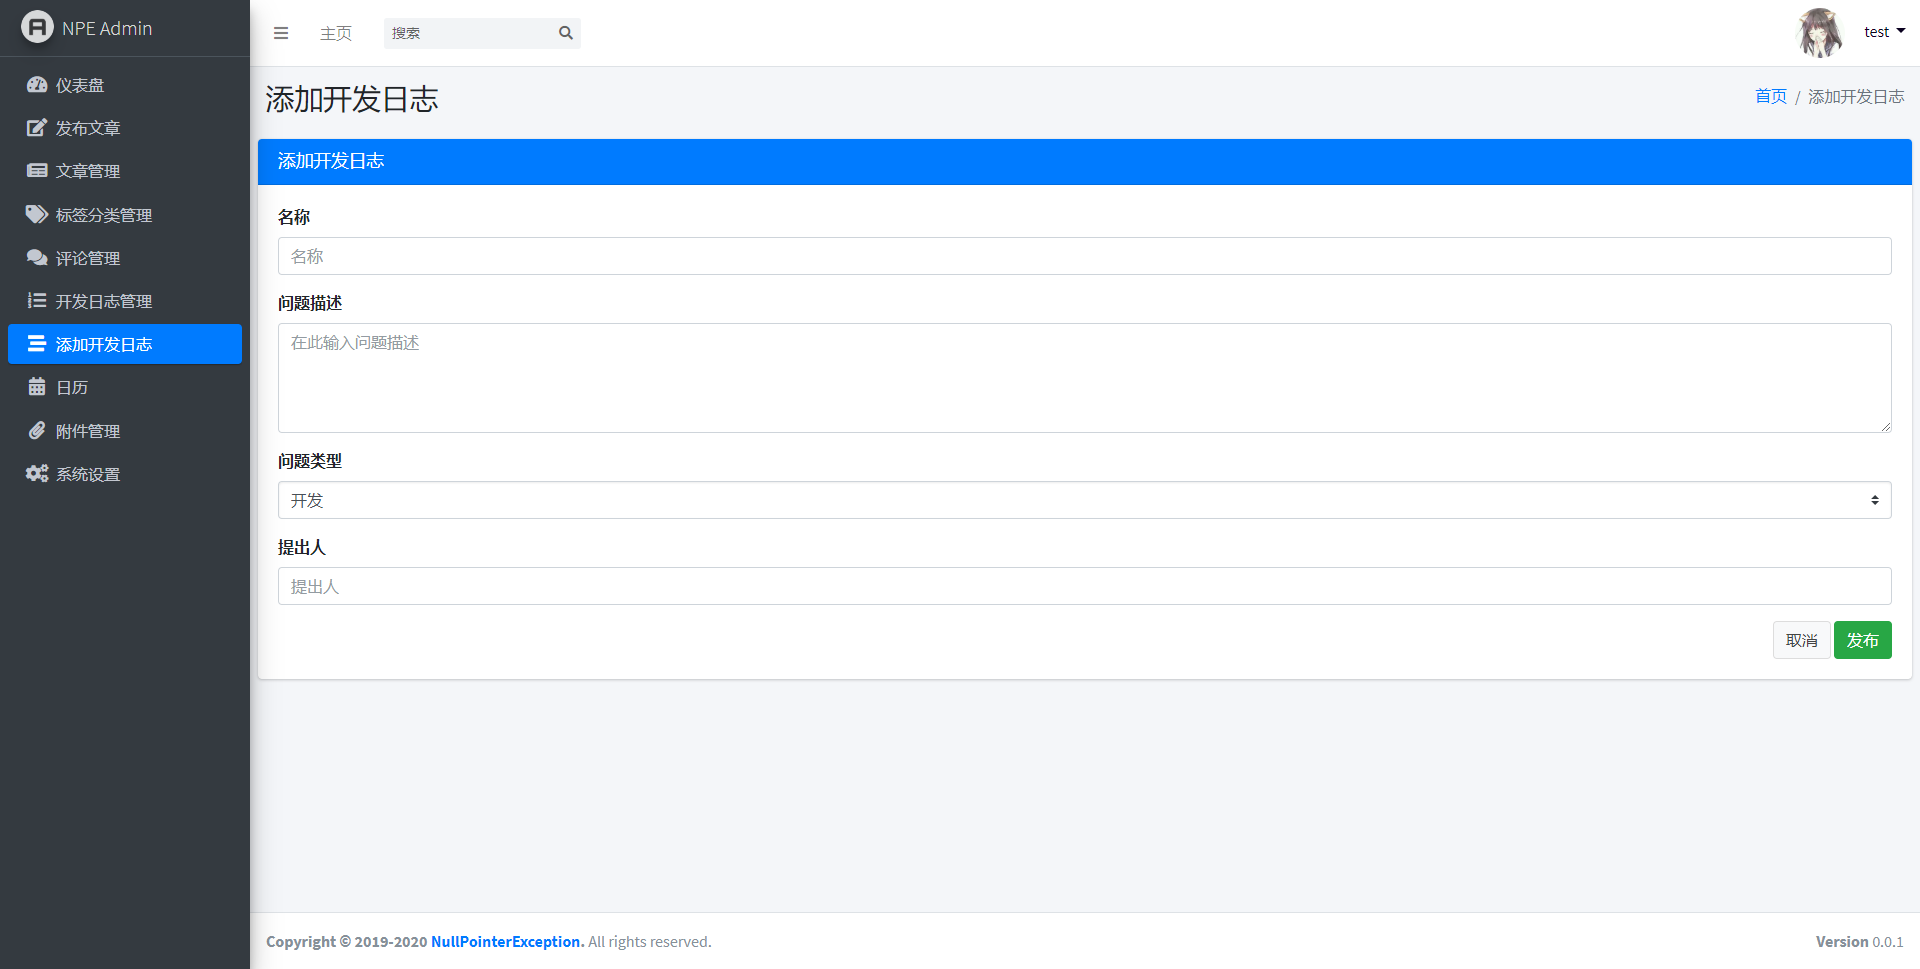 NPE Admin
仪表盘
发布文章
文章管理
标签分类管理
评论管理
开发日志管理
添加开发日志
日历
附件管理
系统设置
主页
搜索
test
添加开发日志
首页 / 添加开发日志
添加开发日志
名称
名称
问题描述
在此输入问题描述
问题类型
开发
提出人
提出人
取消
发布
Copyright © 2019-2020 NullPointerException. All rights reserved.
Version 0.0.1